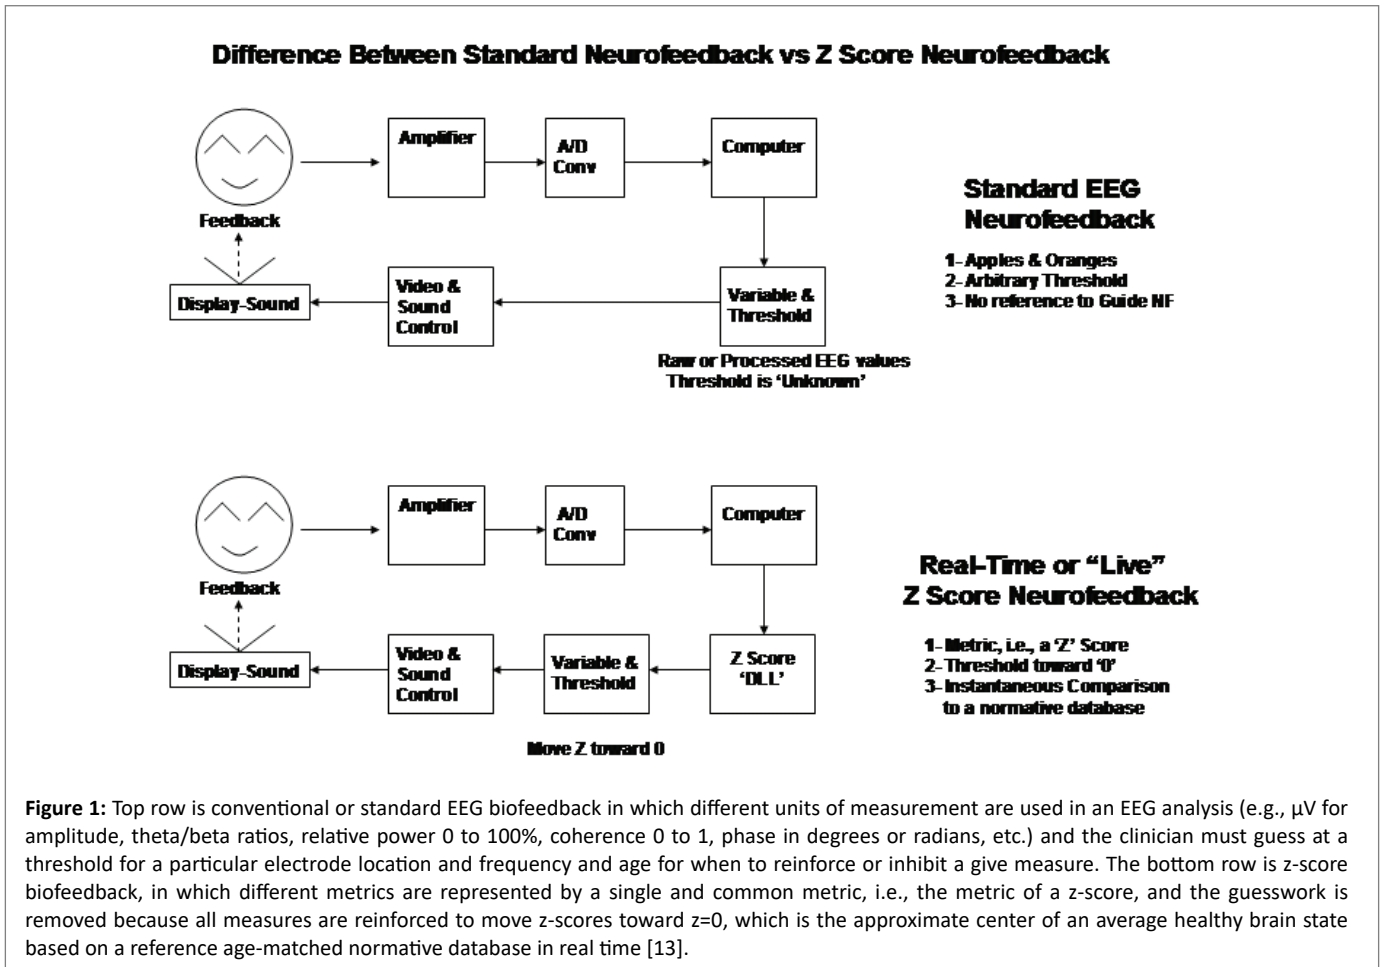 Difference Between Standard Neurofeedback vs Z Score Neurofeedback
Amplifier
A/D
Conv
Computer
Feedback
Display-Sound
Video &
Sound
Control
Variable &
Threshold
Raw or Processed EEG values
Threshold is ‘Unknown’
Standard EEG
Neurofeedback
1- Apples & Oranges
2- Arbitrary Threshold
3- No reference to Guide NF
Amplifier
A/D
Conv
Computer
Feedback
Display-Sound
Video &
Sound
Control
Variable &
Threshold
Z Score
‘DLL’
Move Z toward 0
Real-Time or “Live”
Z Score Neurofeedback
1- Metric, i.e., a ‘Z’ Score
2- Threshold toward ‘0’
3- Instantaneous Comparison
to a normative database
Figure 1: Top row is conventional or standard EEG biofeedback in which different units of measurement are used in an EEG analysis (e.g., µV for
amplitude, theta/beta ratios, relative power 0 to 100%, coherence 0 to 1, phase in degrees or radians, etc.) and the clinician must guess at a
threshold for a particular electrode location and frequency and age for when to reinforce or inhibit a give measure. The bottom row is z-score
biofeedback, in which different metrics are represented by a single and common metric, i.e., the metric of a z-score, and the guesswork is
removed because all measures are reinforced to move z-scores toward z=0, which is the approximate center of an average healthy brain state
based on a reference age-matched normative database in real time [13].